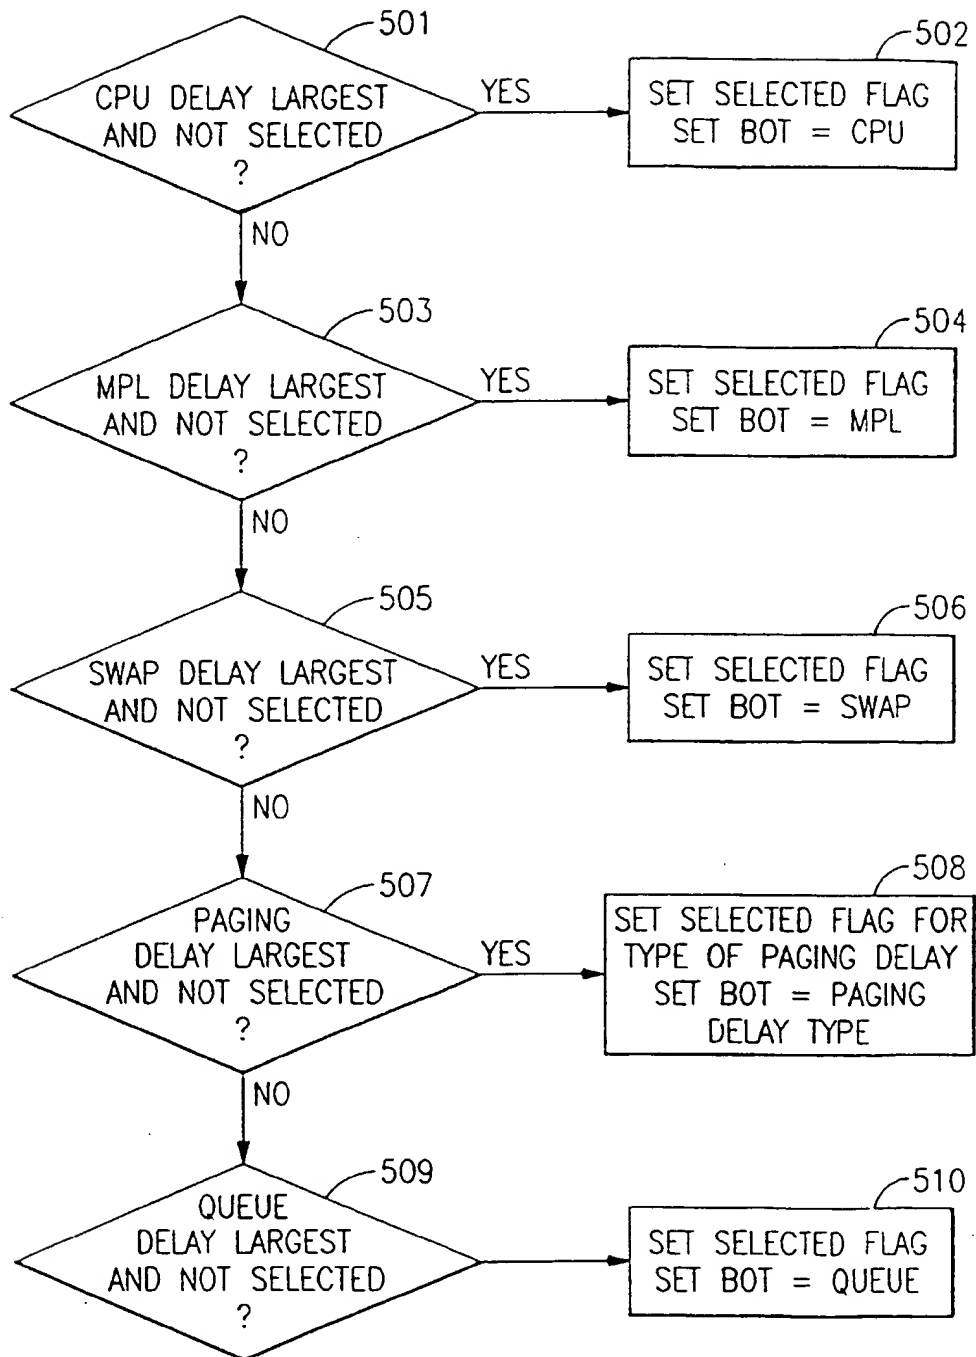 501
CPU DELAY LARGEST
AND NOT SELECTED
?
YES
502
SET SELECTED FLAG
SET BOT = CPU
NO
503
MPL DELAY LARGEST
AND NOT SELECTED
?
YES
504
SET SELECTED FLAG
SET BOT = MPL
NO
505
SWAP DELAY LARGEST
AND NOT SELECTED
?
YES
506
SET SELECTED FLAG
SET BOT = SWAP
NO
507
PAGING
DELAY LARGEST
AND NOT SELECTED
?
YES
508
SET SELECTED FLAG FOR
TYPE OF PAGING DELAY
SET BOT = PAGING
DELAY TYPE
NO
509
QUEUE
DELAY LARGEST
AND NOT SELECTED
?
510
SET SELECTED FLAG
SET BOT = QUEUE